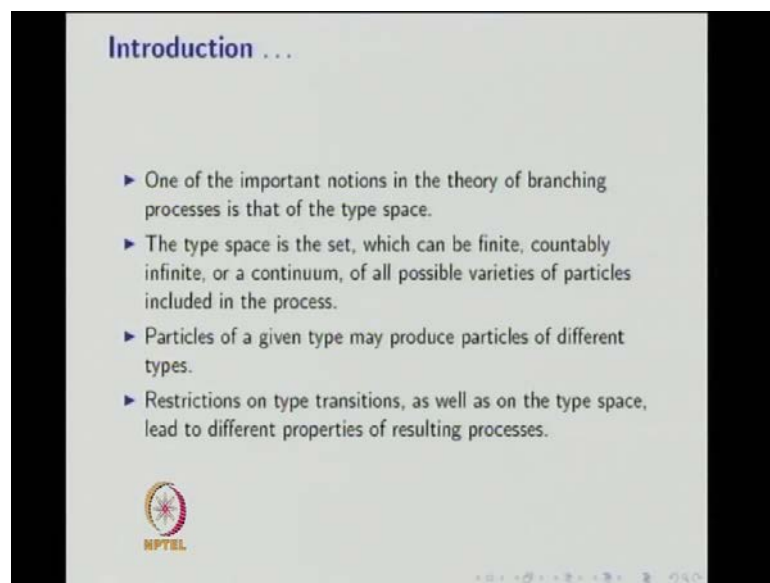 Introduction ...
► One of the important notions in the theory of branching
processes is that of the type space.
► The type space is the set, which can be finite, countably
infinite, or a continuum, of all possible varieties of particles
included in the process.
► Particles of a given type may produce particles of different
types.
► Restrictions on type transitions, as well as on the type space,
lead to different properties of resulting processes.
NPTEL